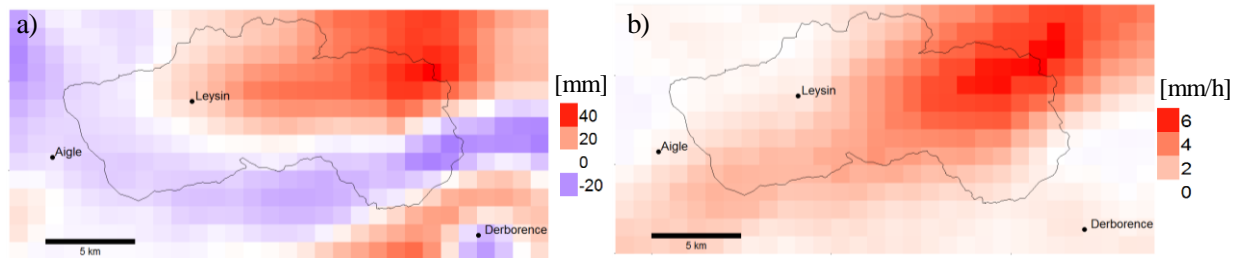 a)
Leysin
Aigle
Derborence
5 km
[mm]
40
20
0
-20
b)
Leysin
Aigle
Derborence
5 km
[mm/h]
6
4
2
0